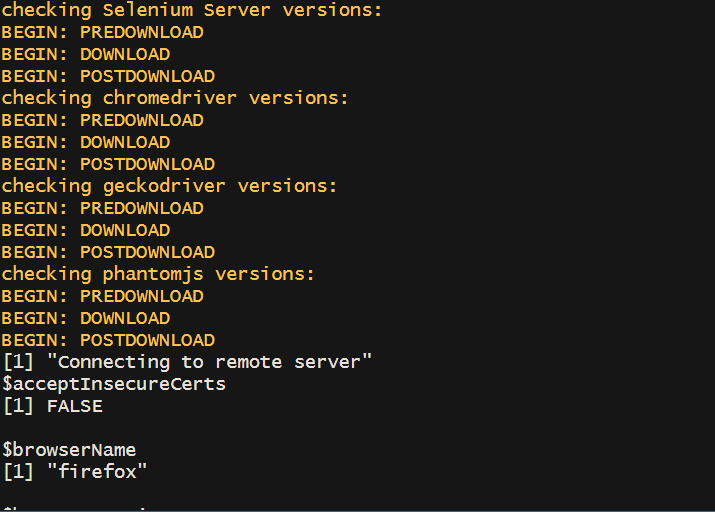 checking Selenium Server versions:
BEGIN: PREDOWNLOAD
BEGIN: DOWNLOAD
BEGIN: POSTDOWNLOAD
checking chromedriver versions:
BEGIN: PREDOWNLOAD
BEGIN: DOWNLOAD
BEGIN: POSTDOWNLOAD
checking geckodriver versions:
BEGIN: PREDOWNLOAD
BEGIN: DOWNLOAD
BEGIN: POSTDOWNLOAD
checking phantomjs versions:
BEGIN: PREDOWNLOAD
BEGIN: DOWNLOAD
BEGIN: POSTDOWNLOAD
[1] "Connecting to remote server"
$acceptInsecureCerts
[1] FALSE
$browserName
[1] "firefox"